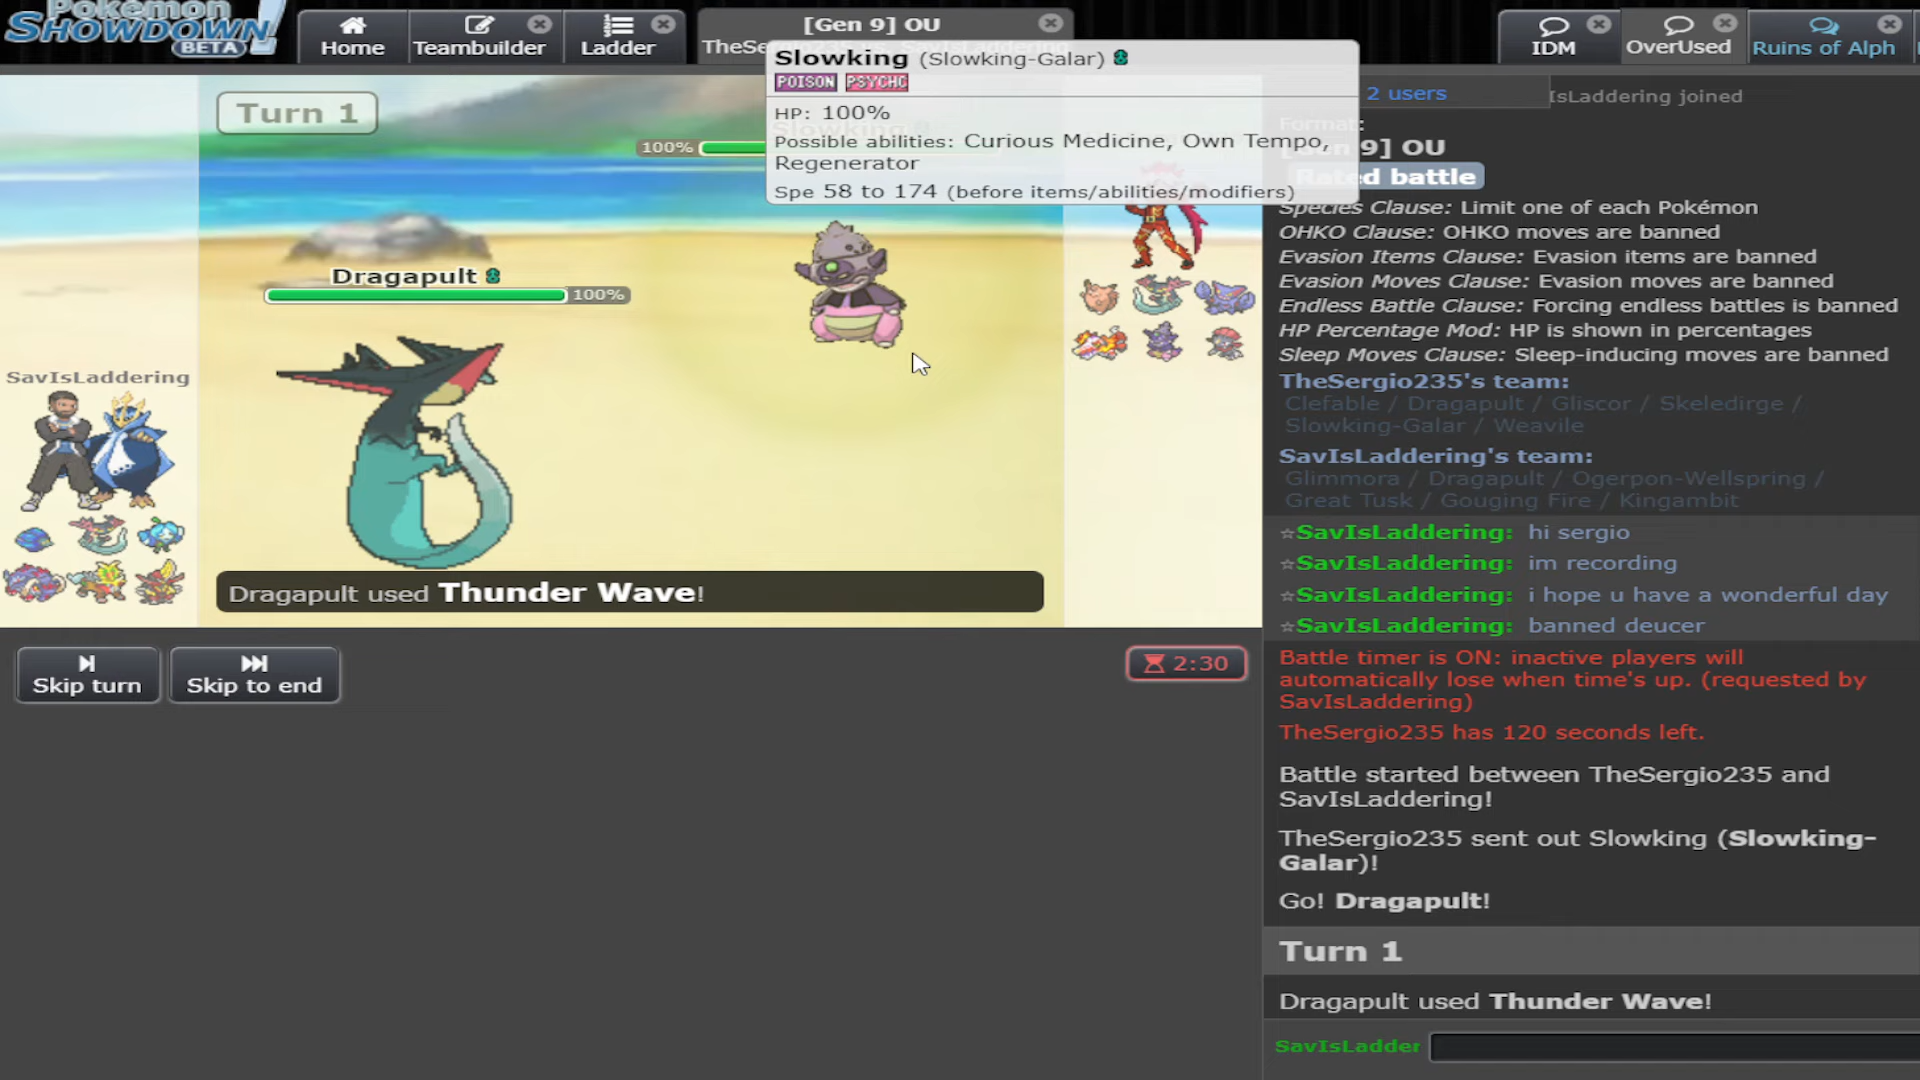 Pokémon
SHOWDOWN!
BETA
Home
Teambuilder
Ladder
[Gen 9] OU
IDM
OverUsed
Ruins of Alph
Turn 1
Slowking (Slowking-Galar)
POISON PSYCHC
HP: 100%
Possible abilities: Curious Medicine, Own Tempo,
Regenerator
Spe 58 to 174 (before items/abilities/modifiers)
100%
Dragapult
100%
SavIsLaddering
Dragapult used Thunder Wave!
Skip turn
Skip to end
2:30
2 users
IsLaddering joined
Format:
[Gen 9] OU
Rated battle
Species Clause: Limit one of each Pokémon
OHKO Clause: OHKO moves are banned
Evasion Items Clause: Evasion items are banned
Evasion Moves Clause: Evasion moves are banned
Endless Battle Clause: Forcing endless battles is banned
HP Percentage Mod: HP is shown in percentages
Sleep Moves Clause: Sleep-inducing moves are banned
TheSergio235's team:
Clefable / Dragapult / Gliscor / Skeledirge /
Slowking-Galar / Weavile
SavIsLaddering's team:
Glimmora / Dragapult / Ogerpon-Wellspring /
Great Tusk / Gouging Fire / Kingambit
☆SavIsLaddering: hi sergio
☆SavIsLaddering: im recording
☆SavIsLaddering: i hope u have a wonderful day
☆SavIsLaddering: banned deucer
Battle timer is ON: inactive players will
automatically lose when time's up. (requested by
SavIsLaddering)
TheSergio235 has 120 seconds left.
Battle started between TheSergio235 and
SavIsLaddering!
TheSergio235 sent out Slowking (Slowking-
Galar)!
Go! Dragapult!
Turn 1
Dragapult used Thunder Wave!
SavIsLadder